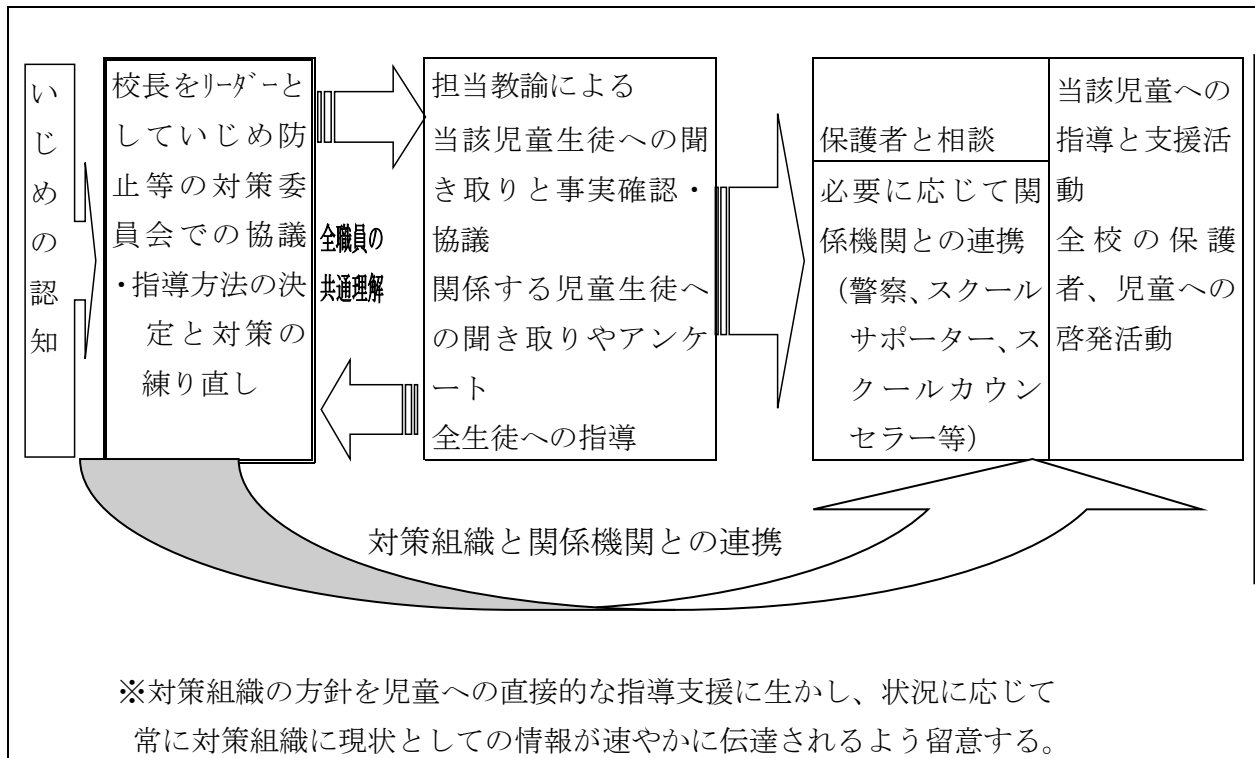 いじめの認知
校長をﾘｰﾀﾞｰと
していじめ防
止等の対策委
員会での協議
・指導方法の決
定と対策の
練り直し
全職員の
共通理解
担当教諭による
当該児童生徒への聞
き取りと事実確認・
協議
関係する児童生徒へ
の聞き取りやアンケ
ート
全生徒への指導
保護者と相談
必要に応じて関
係機関との連携
（警察、スクール
サポーター、ス
クールカウン
セラー等）
当該児童への
指導と支援活
動
全校の保護
者、児童への
啓発活動
対策組織と関係機関との連携
※対策組織の方針を児童への直接的な指導支援に生かし、状況に応じて
常に対策組織に現状としての情報が速やかに伝達されるよう留意する。